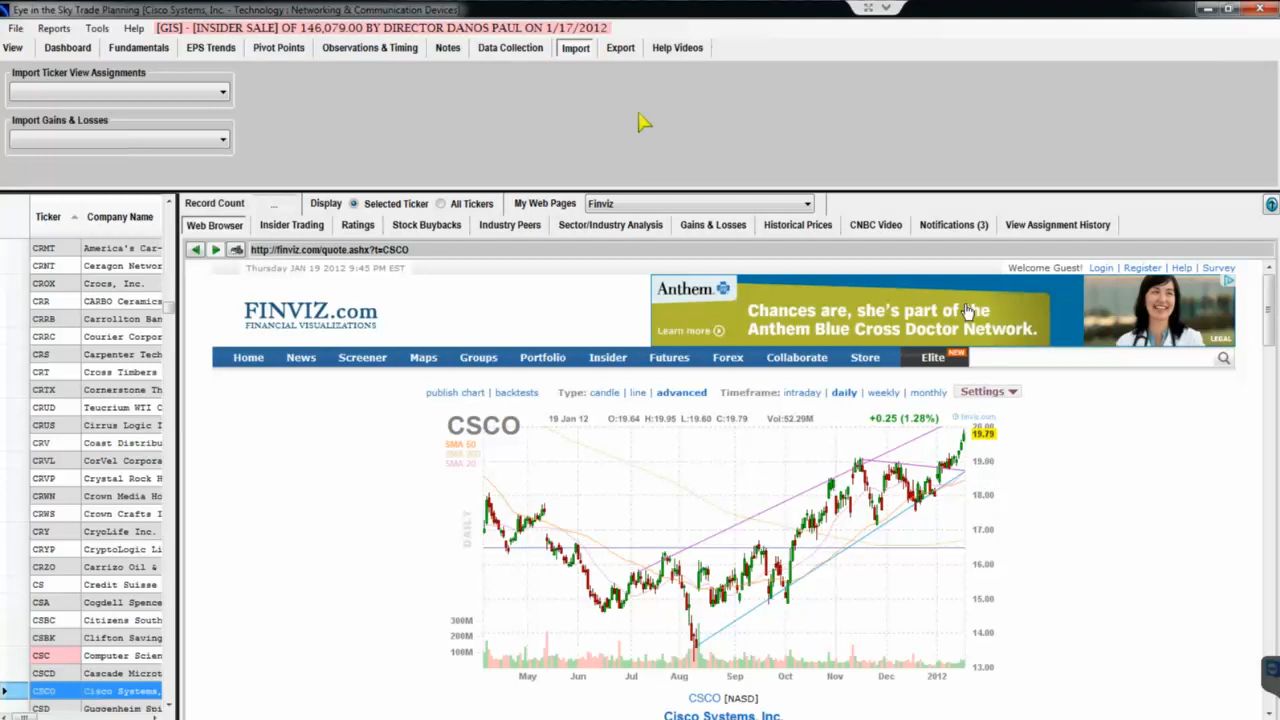 Eye in the Sky Trade Planning [Cisco Systems, Inc. - Technology : Networking & Communication Devices]
File Reports Tools Help [GIS] - [INSIDER SALE] OF 146,079.00 BY DIRECTOR DANOS PAUL ON 1/17/2012
View Dashboard Fundamentals EPS Trends Pivot Points Observations & Timing Notes Data Collection Import Export Help Videos
Import Ticker View Assignments
Import Gains & Losses
Record Count ... Display Selected Ticker All Tickers My Web Pages Finviz
Web Browser Insider Trading Ratings Stock Buybacks Industry Peers Sector/Industry Analysis Gains & Losses Historical Prices CNBC Video Notifications (3) View Assignment History
http://finviz.com/quote.ashx?t=CSCO
Ticker Company Name
CRMT America's Car-
CRNT Ceragon Networ
CROX Crocs, Inc.
CRR CARBO Ceramics
CRRB Carrollton Ban
CRRC Courier Corpor
CRS Carpenter Tech
CRT Cross Timbers
CRTX Cornerstone Th
CRUD Teucrium WTI C
CRUS Cirrus Logic I
CRV Coast Distribu
CRVL CorVel Corpora
CRVP Crystal Rock H
CRWN Crown Media Ho
CRWS Crown Crafts I
CRY CryoLife Inc.
CRYP CryptoLogic Li
CRZO Carrizo Oil &
CS Credit Suisse
CSA Cogdell Spence
CSBC Citizens South
CSBK Clifton Saving
CSC Computer Scien
CSCD Cascade Microt
CSCO Cisco Systems,
CSD Guggenheim Spi
Thursday JAN 19 2012 9:45 PM EST
Welcome Guest! Login | Register | Help | Survey
FINVIZ.com
FINANCIAL VISUALIZATIONS
Anthem
Learn more
Chances are, she's part of the
Anthem Blue Cross Doctor Network.
LEGAL
Home News Screener Maps Groups Portfolio Insider Futures Forex Collaborate Store Elite NEW
publish chart | backtests Type: candle | line | advanced Timeframe: intraday | daily | weekly | monthly Settings
CSCO 19 Jan 12 O:19.64 H:19.95 L:19.60 C:19.79 Vol:52.29M +0.25 (1.28%) finviz.com
SMA 50
SMA 200
SMA 20
DAILY
20.00
19.79
19.00
18.00
17.00
16.00
15.00
14.00
13.00
300M
200M
100M
May Jun Jul Aug Sep Oct Nov Dec 2012
CSCO [NASD]
Cisco Systems, Inc.